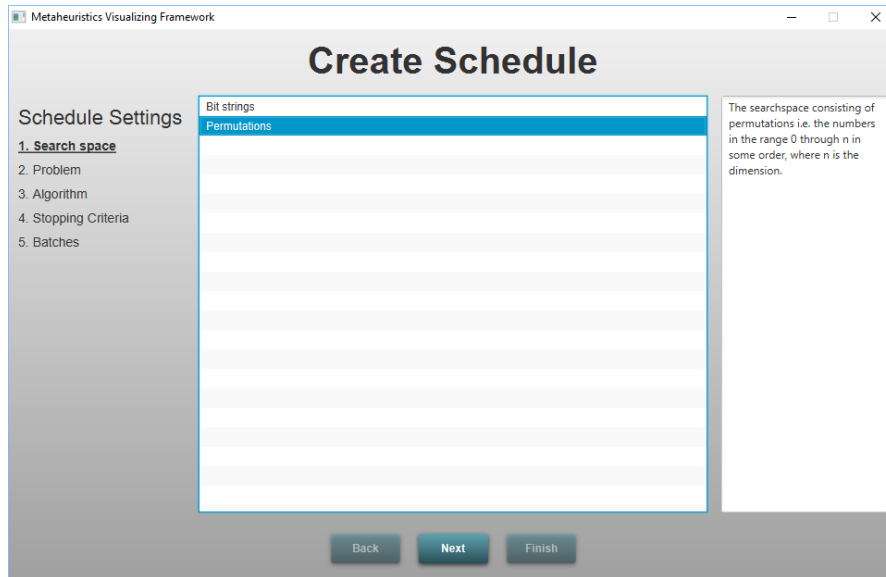 Metaheuristics Visualizing Framework
Create Schedule
Schedule Settings
1. Search space
2. Problem
3. Algorithm
4. Stopping Criteria
5. Batches
Bit strings
Permutations
The searchspace consisting of
permutations i.e. the numbers
in the range 0 through n in
some order, where n is the
dimension.
Back
Next
Finish